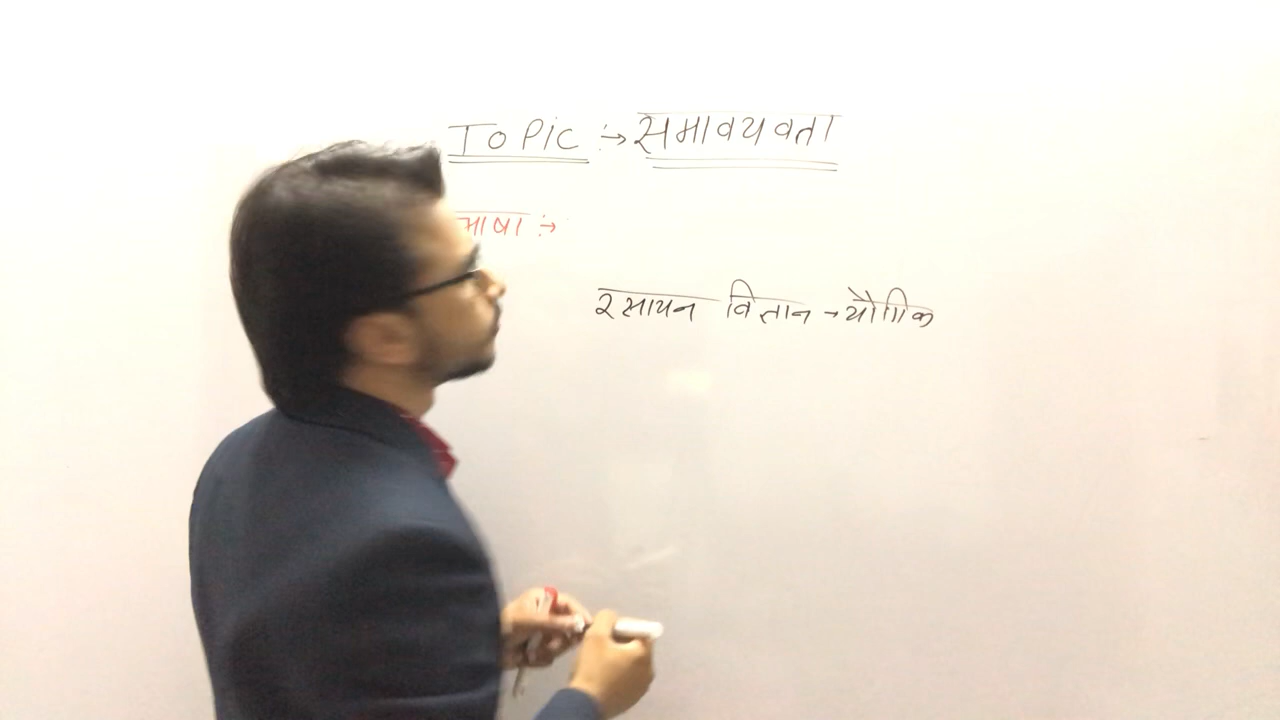 Topic :→ समावयवता
भाषा :→
रसायन विज्ञान → यौगिक